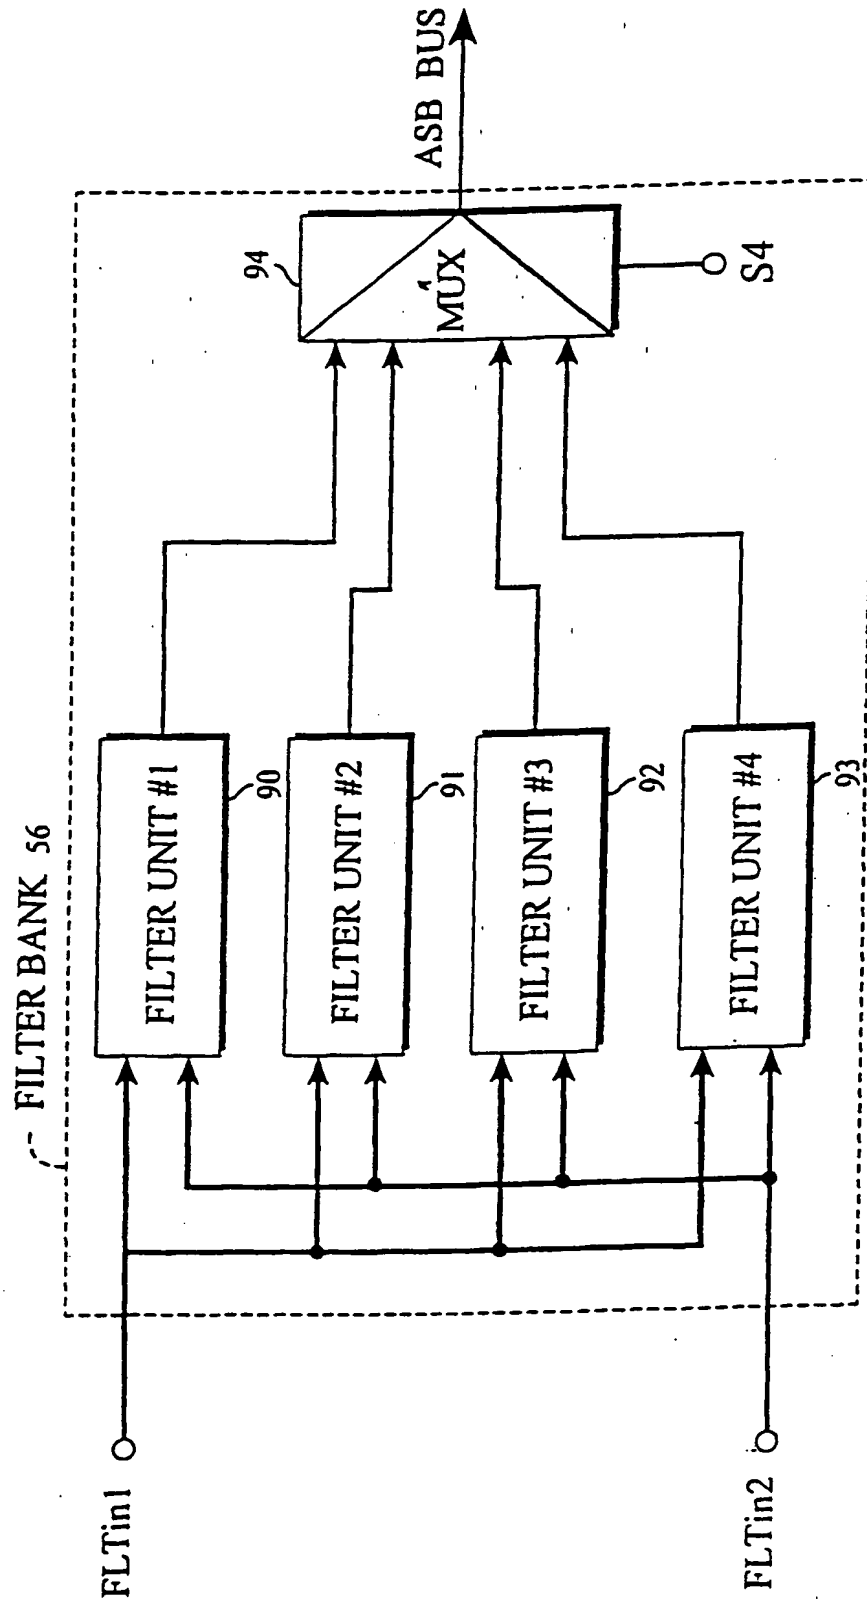 FILTER BANK 56
FLTin1
FLTin2
FILTER UNIT #1
90
FILTER UNIT #2
91
FILTER UNIT #3
92
FILTER UNIT #4
93
94
MUX
S4
ASB BUS